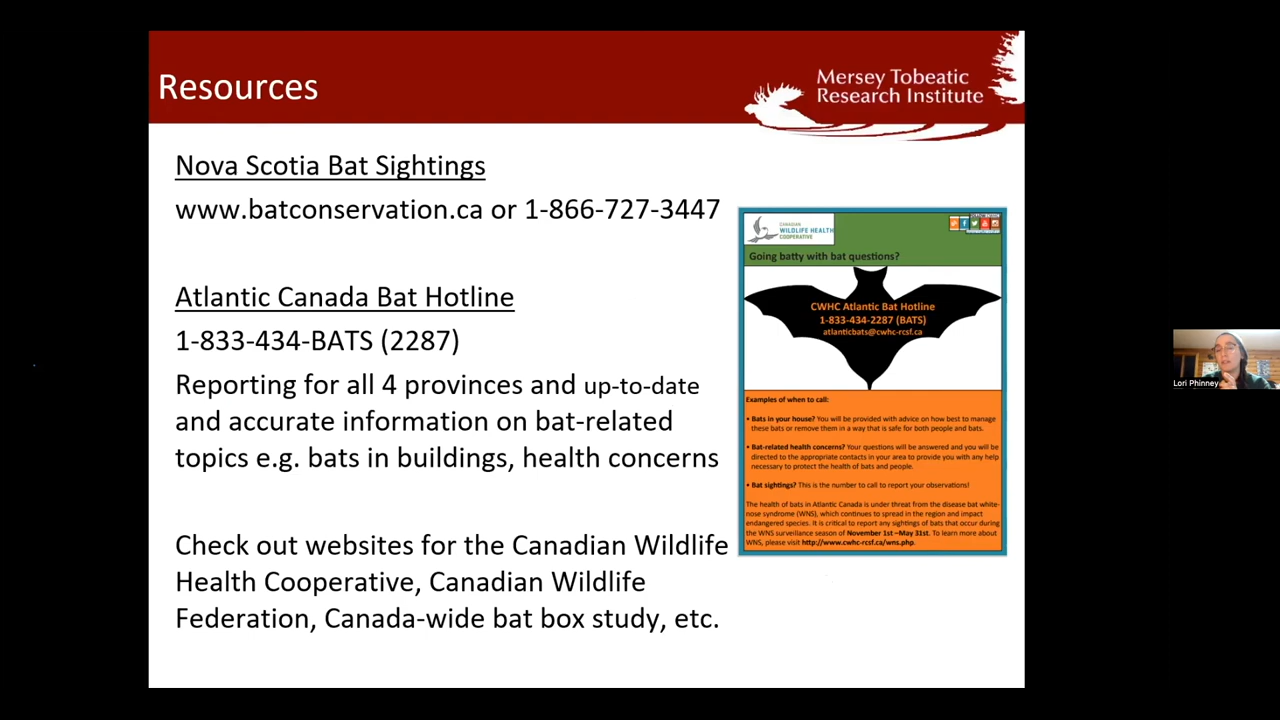 Resources
Mersey Tobeatic
Research Institute
Nova Scotia Bat Sightings
www.batconservation.ca or 1-866-727-3447
Atlantic Canada Bat Hotline
1-833-434-BATS (2287)
Reporting for all 4 provinces and up-to-date
and accurate information on bat-related
topics e.g. bats in buildings, health concerns
Check out websites for the Canadian Wildlife
Health Cooperative, Canadian Wildlife
Federation, Canada-wide bat box study, etc.
CANADIAN
WILDLIFE HEALTH
COOPERATIVE
Going batty with bat questions?
CWHC Atlantic Bat Hotline
1-833-434-2287 (BATS)
atlanticbats@cwhc-rcsf.ca
Examples of when to call:
• Bats in your house? You will be provided with advice on how best to manage
these bats or remove them in a way that is safe for both people and bats.
• Bat-related health concerns? Your questions will be answered and you will be
directed to the appropriate contacts in your area to provide you with any help
necessary to protect the health of bats and people.
• Bat sightings? This is the number to call to report your observations!
The health of bats in Atlantic Canada is under threat from the disease bat white-
nose syndrome (WNS), which continues to spread in the region and impact
endangered species. It is critical to report any sightings of bats that occur during
the WNS surveillance season of November 1st –May 31st. To learn more about
WNS, please visit http://www.cwhc-rcsf.ca/wns.php.
Lori Phinney